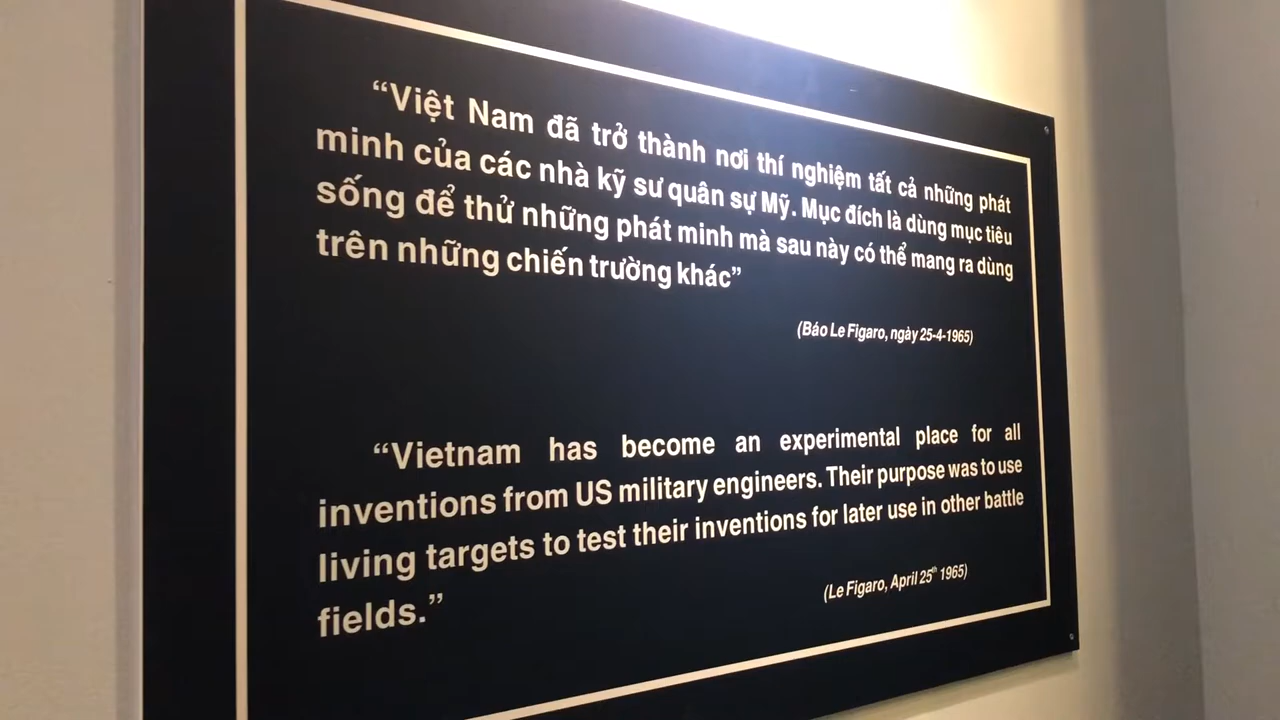 “Việt Nam đã trở thành nơi thí nghiệm tất cả những phát
minh của các nhà kỹ sư quân sự Mỹ. Mục đích là dùng mục tiêu
sống để thử những phát minh mà sau này có thể mang ra dùng
trên những chiến trường khác”
(Báo Le Figaro, ngày 25-4-1965)
“Vietnam has become an experimental place for all
inventions from US military engineers. Their purpose was to use
living targets to test their inventions for later use in other battle
fields.”
(Le Figaro, April 25th 1965)